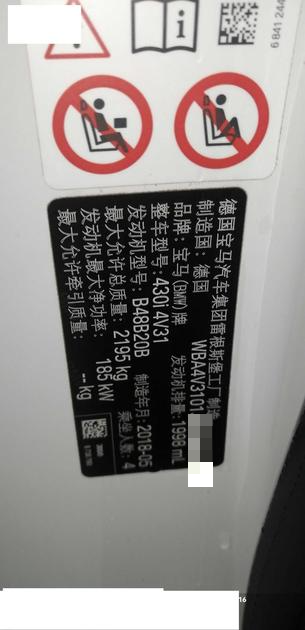 6 841 244
德国宝马汽车集团雷根斯堡工厂制造
制造国：德国 WBA4V3101
品牌：宝马(BMW)牌 发动机排量：1998 mL
整车型号：430i 4V31
发动机型号：B48B20B 制造年月：2018-05
最大允许总质量：2195 kg 乘坐人数：4
发动机最大净功率：185 kW
最大允许牵引质量：-- kg
16